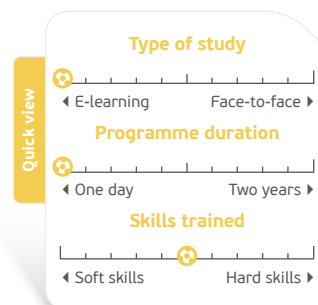 Quick view
Type of study
E-learning Face-to-face
Programme duration
One day Two years
Skills trained
Soft skills Hard skills